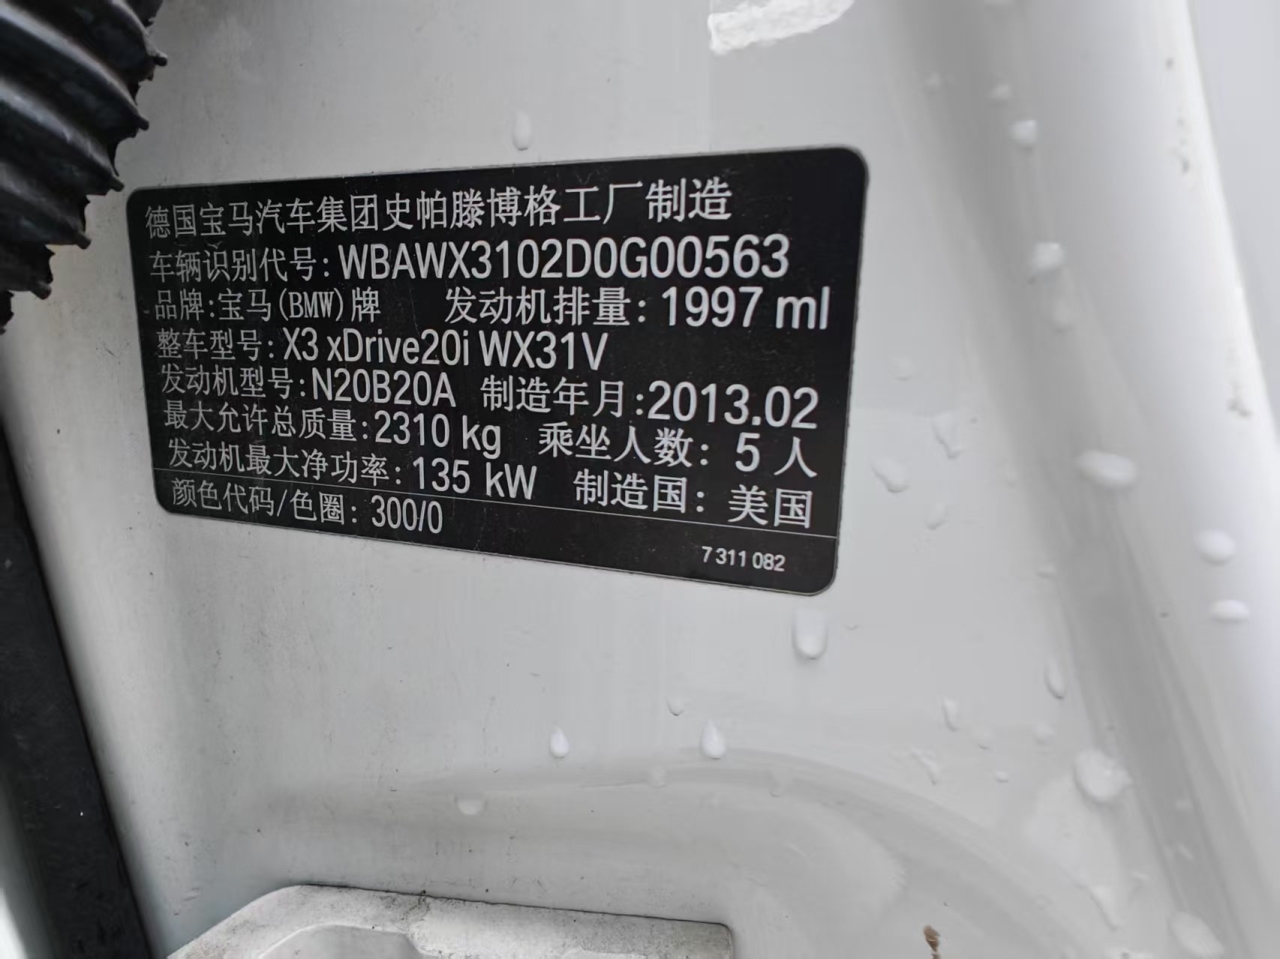 德国宝马汽车集团史帕滕博格工厂制造
车辆识别代号:WBAWX3102D0G00563
品牌:宝马(BMW)牌 发动机排量:1997 ml
整车型号:X3 xDrive20i WX31V
发动机型号:N20B20A 制造年月:2013.02
最大允许总质量:2310 kg 乘坐人数:5人
发动机最大净功率:135 kW 制造国:美国
颜色代码/色圈:300/0
7 311 082